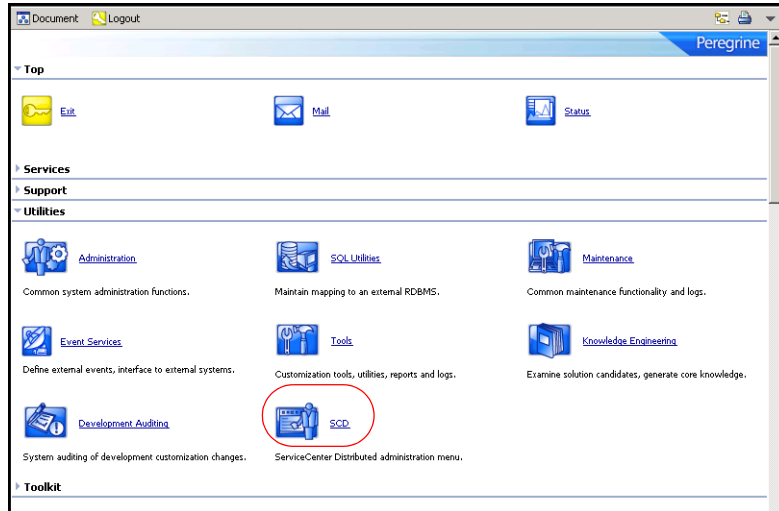 Document Logout
Peregrine
Top
Exit Mail Status
Services
Support
Utilities
Administration SQL Utilities Maintenance
Common system administration functions. Maintain mapping to an external RDBMS. Common maintenance functionality and logs.
Event Services Tools Knowledge Engineering
Define external events, interface to external systems. Customization tools, utilities, reports and logs. Examine solution candidates, generate core knowledge.
Development Auditing SCD
System auditing of development customization changes. ServiceCenter Distributed administration menu.
Toolkit